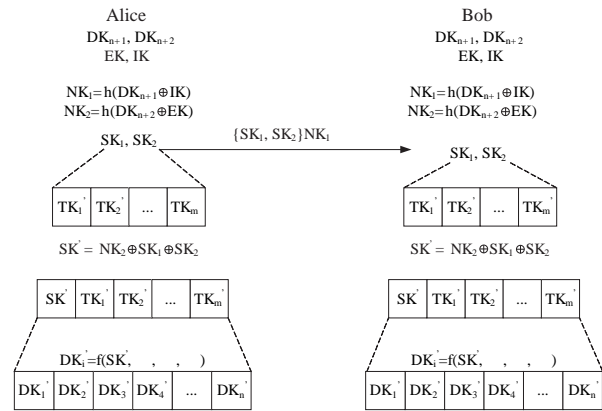 Alice Bob
DKₙ₊₁, DKₙ₊₂ DKₙ₊₁, DKₙ₊₂
EK, IK EK, IK
NK₁=h(DKₙ₊₁⊕IK) NK₁=h(DKₙ₊₁⊕IK)
NK₂=h(DKₙ₊₂⊕EK) NK₂=h(DKₙ₊₂⊕EK)
SK₁, SK₂ {SK₁, SK₂}NK₁ SK₁, SK₂
TK₁' TK₂' ... TKₘ' TK₁' TK₂' ... TKₘ'
SK'= NK₂⊕SK₁⊕SK₂ SK'= NK₂⊕SK₁⊕SK₂
SK' TK₁' TK₂' ... TKₘ' SK' TK₁' TK₂' ... TKₘ'
DKᵢ'=f(SK', , , ) DKᵢ'=f(SK', , , )
DK₁' DK₂' DK₃' DK₄' ... DKₙ' DK₁' DK₂' DK₃' DK₄' ... DKₙ'